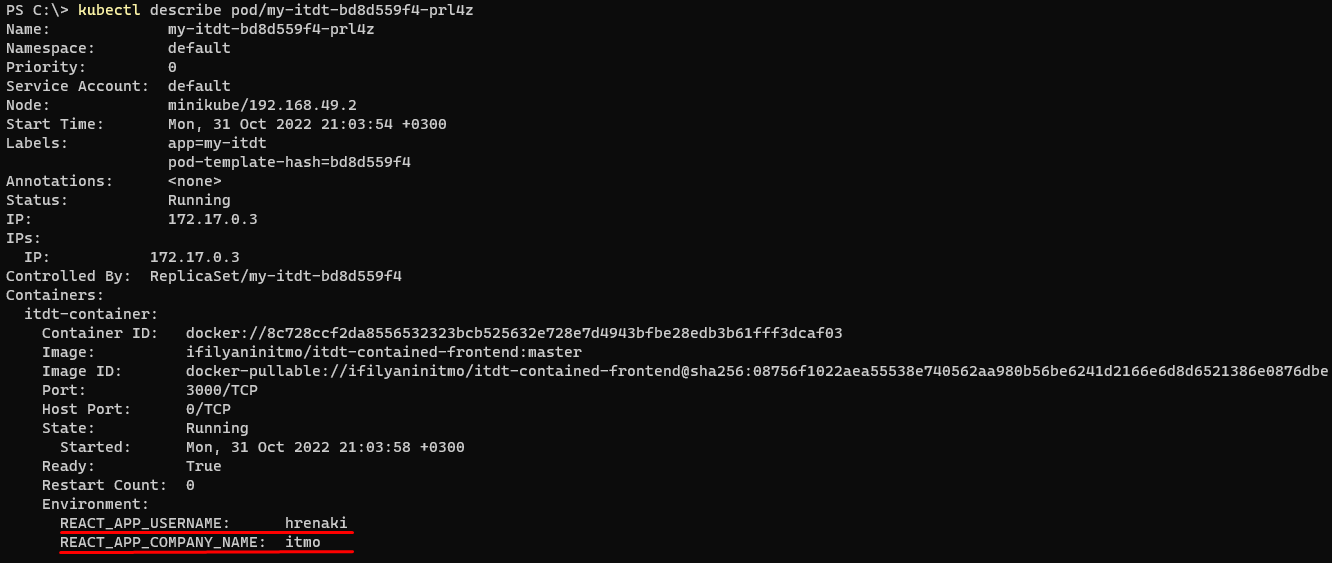 PS C:\> kubectl describe pod/my-itdt-bd8d559f4-prl4z
Name:             my-itdt-bd8d559f4-prl4z
Namespace:        default
Priority:         0
Service Account:  default
Node:             minikube/192.168.49.2
Start Time:       Mon, 31 Oct 2022 21:03:54 +0300
Labels:           app=my-itdt
                  pod-template-hash=bd8d559f4
Annotations:      <none>
Status:           Running
IP:               172.17.0.3
IPs:
  IP:           172.17.0.3
Controlled By:  ReplicaSet/my-itdt-bd8d559f4
Containers:
  itdt-container:
    Container ID:   docker://8c728ccf2da8556532323bcb525632e728e7d4943bfbe28edb3b61fff3dcaf03
    Image:          ifilyaninitmo/itdt-contained-frontend:master
    Image ID:       docker-pullable://ifilyaninitmo/itdt-contained-frontend@sha256:08756f1022aea55538e740562aa980b56be6241d2166e6d8d6521386e0876dbe
    Port:           3000/TCP
    Host Port:      0/TCP
    State:          Running
      Started:      Mon, 31 Oct 2022 21:03:58 +0300
    Ready:          True
    Restart Count:  0
    Environment:
      REACT_APP_USERNAME:      hrenaki
      REACT_APP_COMPANY_NAME:  itmo